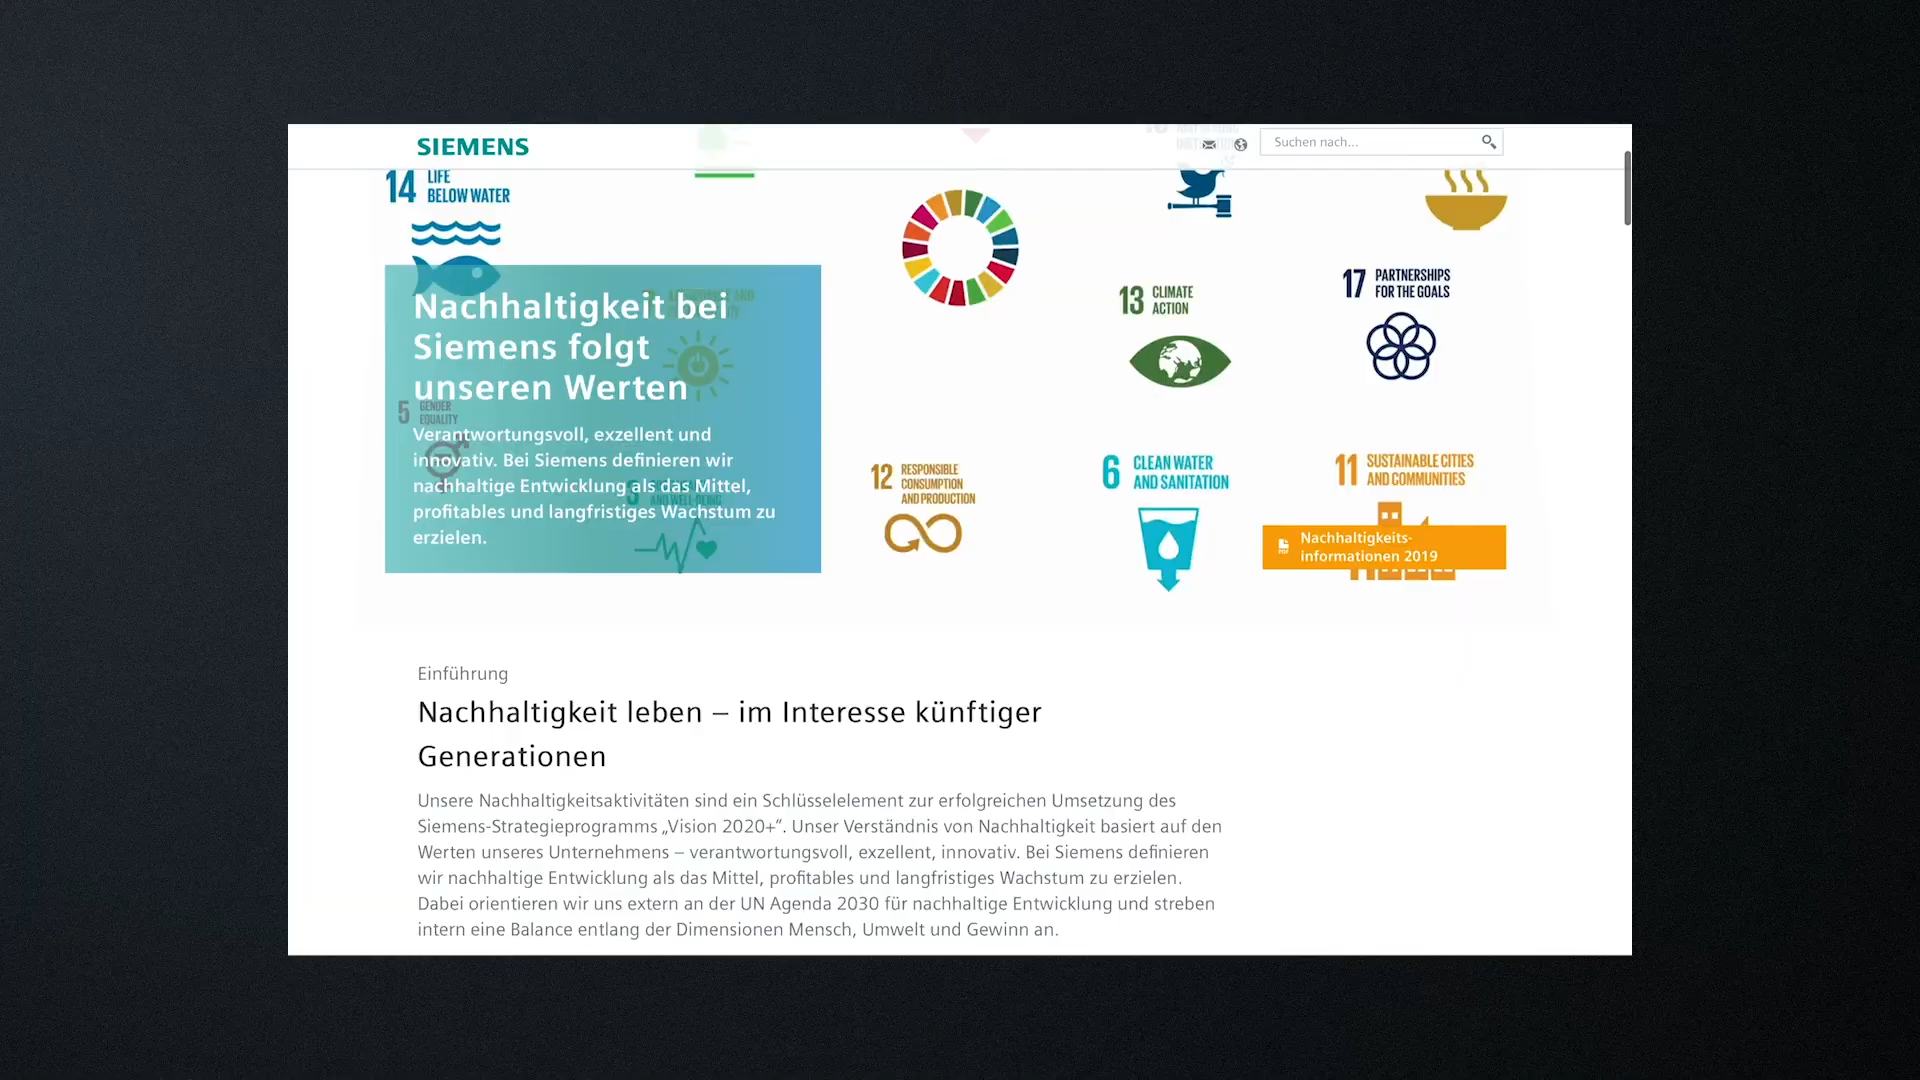 SIEMENS
Suchen nach...
14 LIFE
BELOW WATER
17 PARTNERSHIPS
FOR THE GOALS
13 CLIMATE
ACTION
Nachhaltigkeit bei
Siemens folgt
unseren Werten
5 GENDER
EQUALITY
Verantwortungsvoll, exzellent und
innovativ. Bei Siemens definieren wir
nachhaltige Entwicklung als das Mittel,
profitables und langfristiges Wachstum zu
erzielen.
12 RESPONSIBLE
CONSUMPTION
AND PRODUCTION
6 CLEAN WATER
AND SANITATION
11 SUSTAINABLE CITIES
AND COMMUNITIES
Nachhaltigkeits-
informationen 2019
Einführung
Nachhaltigkeit leben – im Interesse künftiger
Generationen
Unsere Nachhaltigkeitsaktivitäten sind ein Schlüsselelement zur erfolgreichen Umsetzung des
Siemens-Strategieprogramms „Vision 2020+“. Unser Verständnis von Nachhaltigkeit basiert auf den
Werten unseres Unternehmens – verantwortungsvoll, exzellent, innovativ. Bei Siemens definieren
wir nachhaltige Entwicklung als das Mittel, profitables und langfristiges Wachstum zu erzielen.
Dabei orientieren wir uns extern an der UN Agenda 2030 für nachhaltige Entwicklung und streben
intern eine Balance entlang der Dimensionen Mensch, Umwelt und Gewinn an.